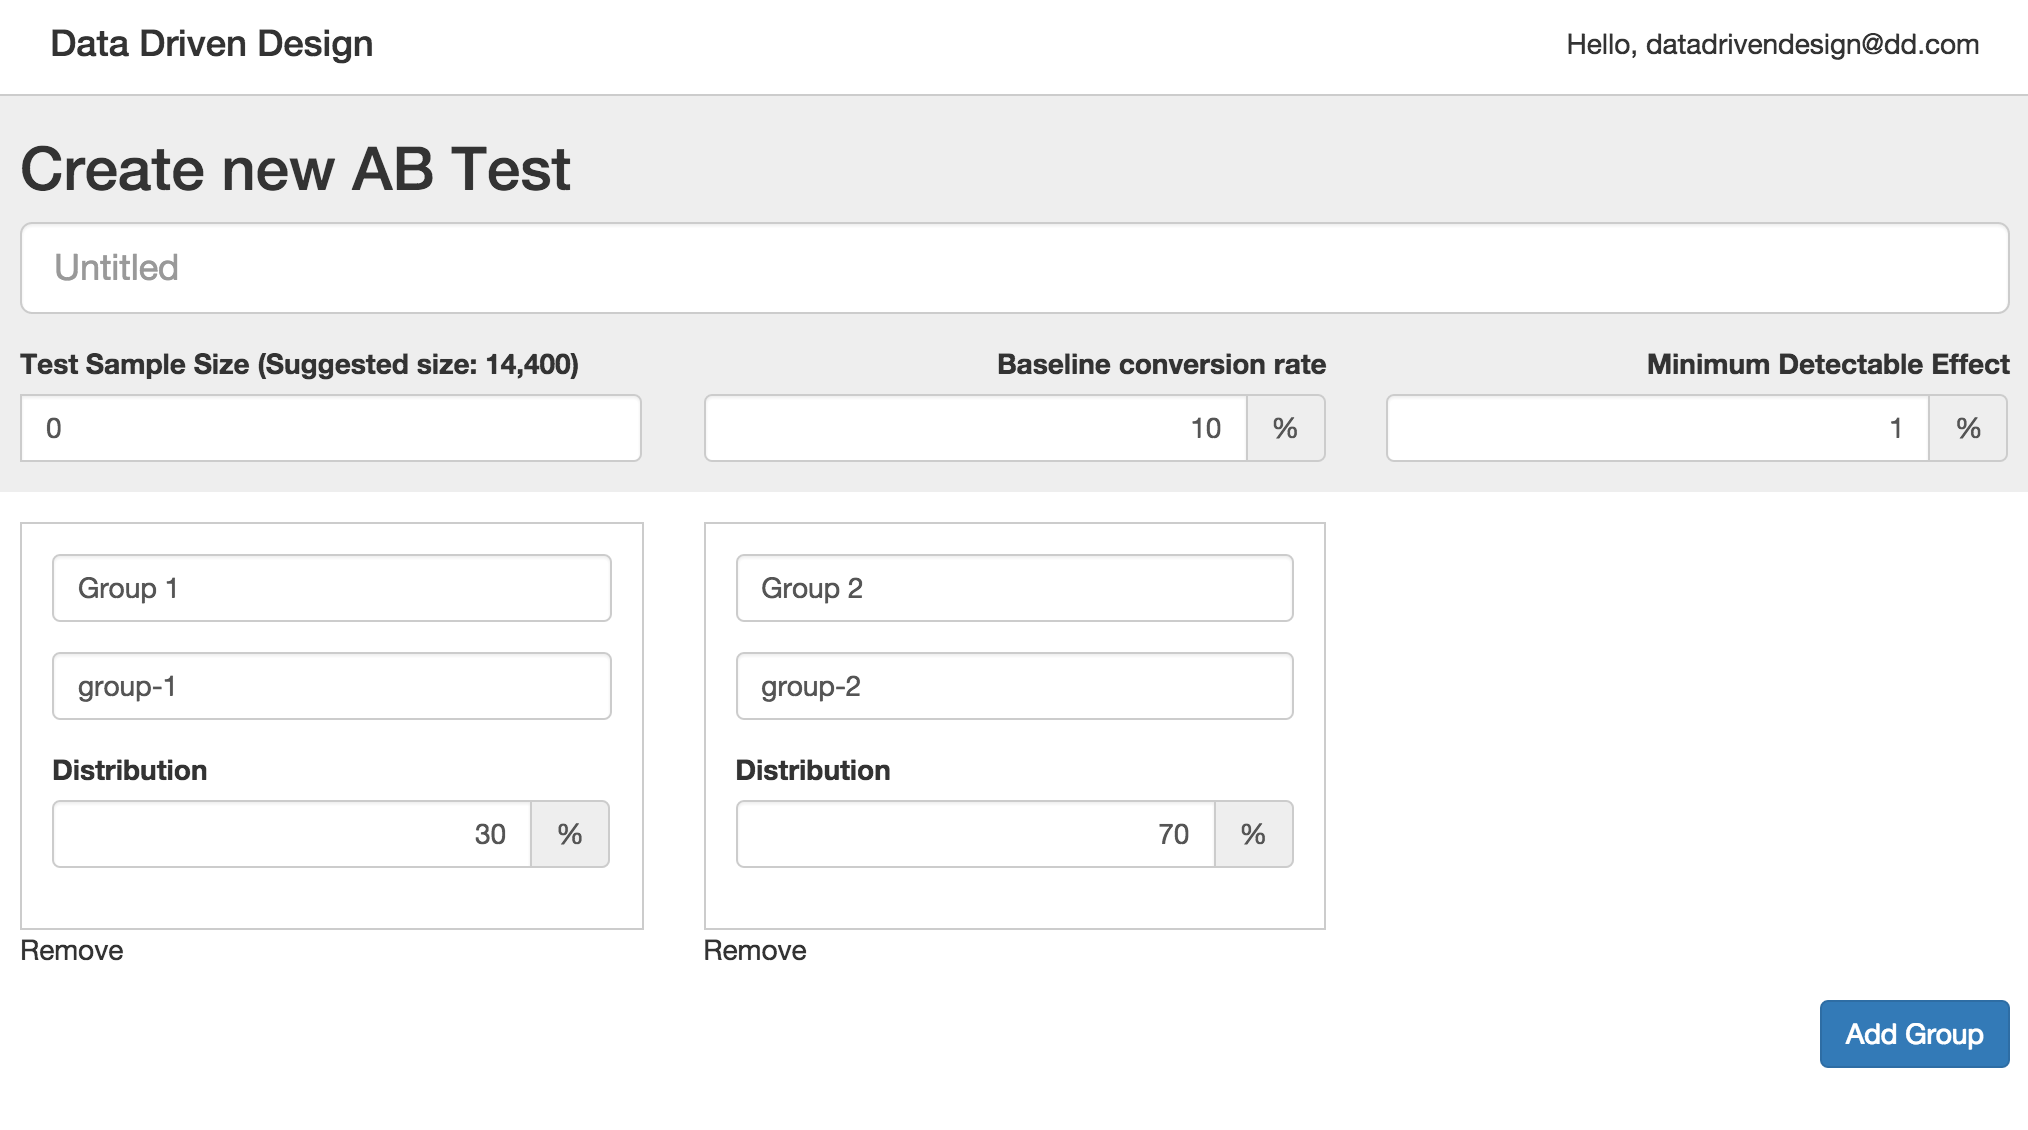 Data Driven Design
Hello, datadrivendesign@dd.com
Create new AB Test
Untitled
Test Sample Size (Suggested size: 14,400)
Baseline conversion rate
Minimum Detectable Effect
0
10 %
1 %
Group 1
group-1
Distribution
30 %
Remove
Group 2
group-2
Distribution
70 %
Remove
Add Group